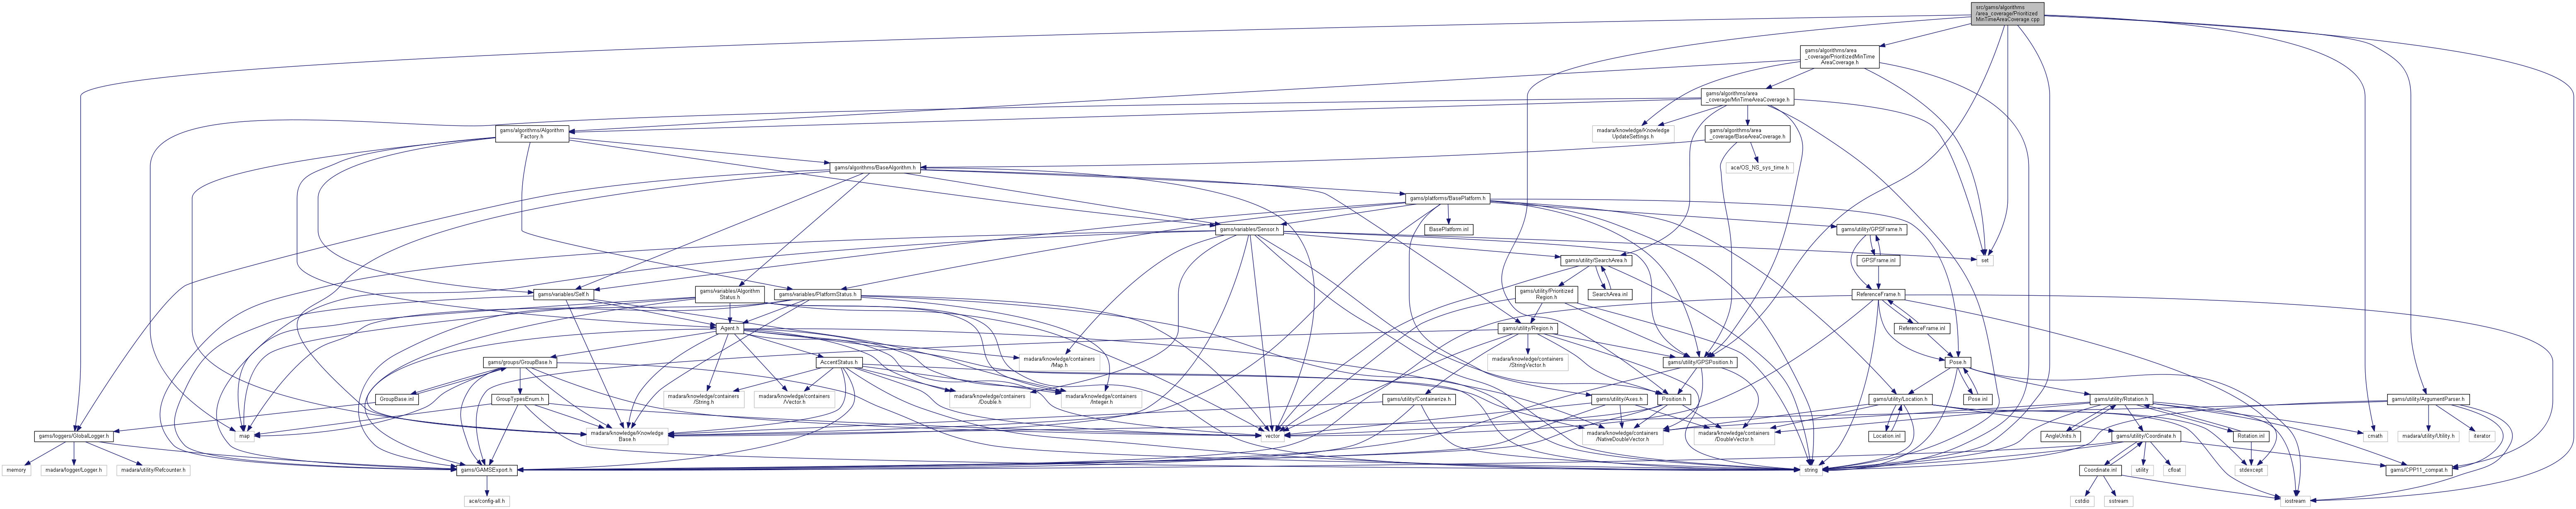 src/gams/algorithms
/area_coverage/Prioritized
MinTimeAreaCoverage.cpp
gams/algorithms/area
_coverage/PrioritizedMinTime
AreaCoverage.h
gams/algorithms/area
_coverage/MinTimeAreaCoverage.h
gams/algorithms/Algorithm
Factory.h
madara/knowledge/Knowledge
UpdateSettings.h
gams/algorithms/area
_coverage/BaseAreaCoverage.h
gams/algorithms/BaseAlgorithm.h
ace/OS_NS_sys_time.h
gams/platforms/BasePlatform.h
gams/variables/Sensor.h
BasePlatform.inl
gams/utility/GPSFrame.h
gams/utility/SearchArea.h
GPSFrame.inl
set
gams/variables/Self.h
gams/variables/Algorithm
Status.h
gams/variables/PlatformStatus.h
gams/utility/Prioritized
Region.h
SearchArea.inl
ReferenceFrame.h
Agent.h
gams/utility/Region.h
ReferenceFrame.inl
gams/groups/GroupBase.h
AccentStatus.h
madara/knowledge/containers
/Map.h
madara/knowledge/containers
/StringVector.h
gams/utility/GPSPosition.h
Pose.h
GroupBase.inl
GroupTypesEnum.h
madara/knowledge/containers
/String.h
madara/knowledge/containers
/Vector.h
madara/knowledge/containers
/Double.h
madara/knowledge/containers
/Integer.h
gams/utility/Containerize.h
gams/utility/Axes.h
Position.h
gams/utility/Location.h
Pose.inl
gams/utility/Rotation.h
gams/utility/ArgumentParser.h
gams/loggers/GlobalLogger.h
map
madara/knowledge/Knowledge
Base.h
vector
madara/knowledge/containers
/NativeDoubleVector.h
madara/knowledge/containers
/DoubleVector.h
Location.inl
AngleUnits.h
gams/utility/Coordinate.h
Rotation.inl
cmath
madara/utility/Utility.h
iterator
memory
madara/logger/Logger.h
madara/utility/Refcounter.h
gams/GAMSExport.h
string
Coordinate.inl
utility
cfloat
stdexcept
gams/CPP11_compat.h
ace/config-all.h
cstdio
sstream
iostream